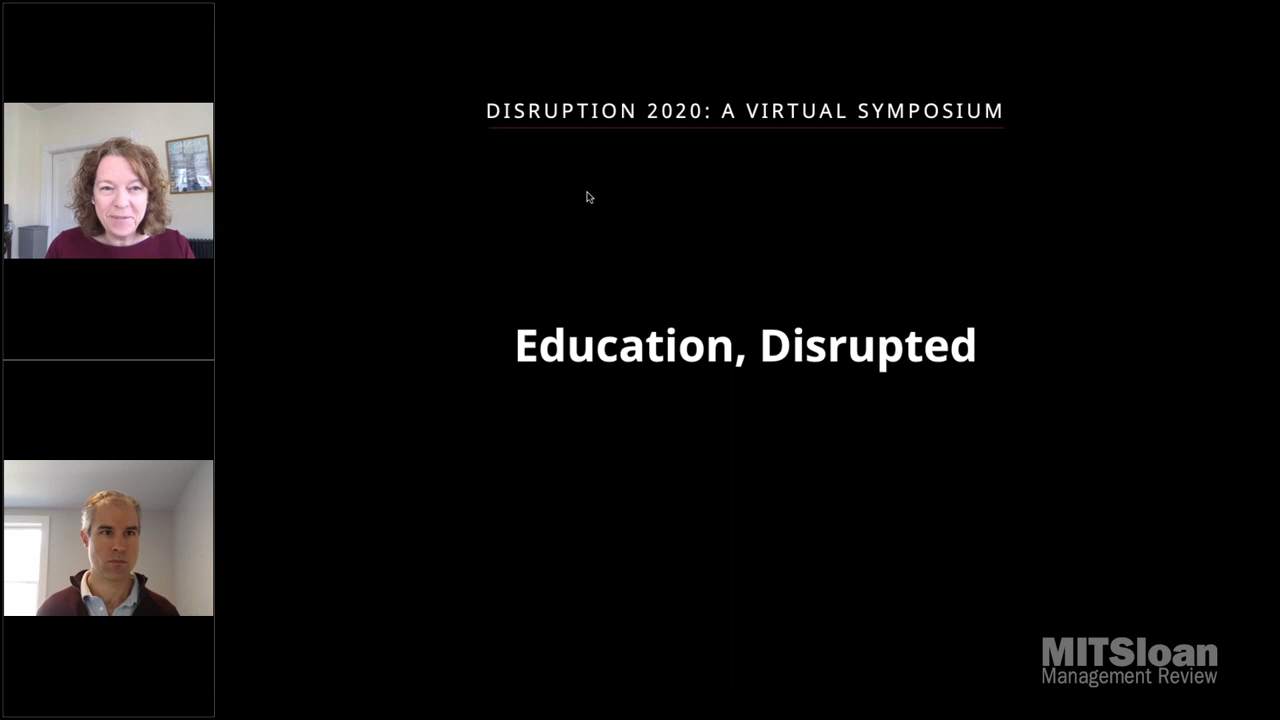 DISRUPTION 2020: A VIRTUAL SYMPOSIUM
Education, Disrupted
MITSloan
Management Review